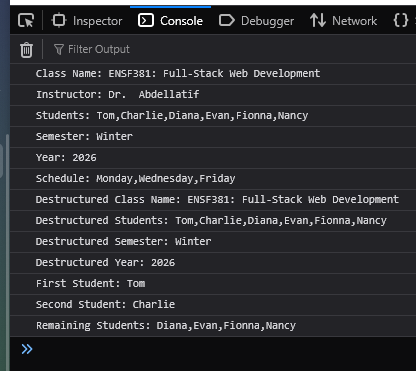 Inspector Console Debugger Network {}
Filter Output
Class Name: ENSF381: Full-Stack Web Development
Instructor: Dr.  Abdellatif
Students: Tom,Charlie,Diana,Evan,Fionna,Nancy
Semester: Winter
Year: 2026
Schedule: Monday,Wednesday,Friday
Destructured Class Name: ENSF381: Full-Stack Web Development
Destructured Students: Tom,Charlie,Diana,Evan,Fionna,Nancy
Destructured Semester: Winter
Destructured Year: 2026
First Student: Tom
Second Student: Charlie
Remaining Students: Diana,Evan,Fionna,Nancy